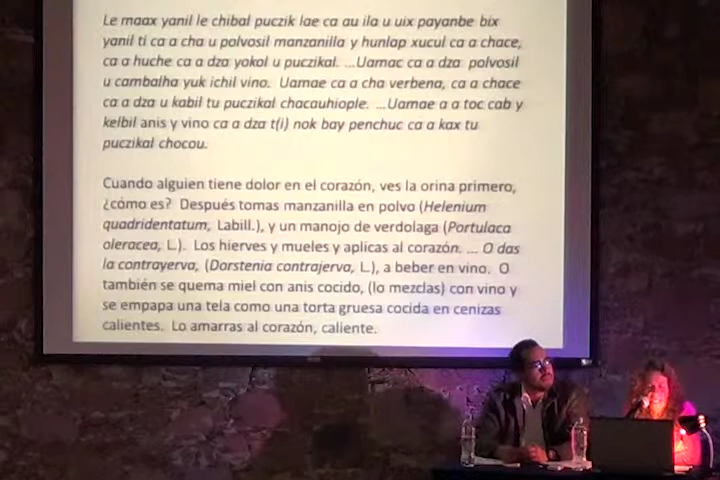 Le maax yanil le chibal puczik lae ca au ila u uix payanbe bix
yanil ti ca a cha u polvosil manzanilla y hunlap xucul ca a chace,
ca a huche ca a dza yokol u puczikal. ...Uamac ca a dza polvosil
u cambalha yuk ichil vino. Uamae ca a cha verbena, ca a chace
ca a dza u kabil tu puczikal chacauhiople. ...Uamae a a toc cab y
kelbil anis y vino ca a dza t(i) nok bay penchuc ca a kax tu
puczikal chocou.
Cuando alguien tiene dolor en el corazón, ves la orina primero,
¿cómo es? Después tomas manzanilla en polvo (Helenium
quadridentatum, Labill.), y un manojo de verdolaga (Portulaca
oleracea, L.). Los hierves y mueles y aplicas al corazón. ... O das
la contrayerva, (Dorstenia contrajerva, L.), a beber en vino. O
también se quema miel con anis cocido, (lo mezclas) con vino y
se empapa una tela como una torta gruesa cocida en cenizas
calientes. Lo amarras al corazón, caliente.